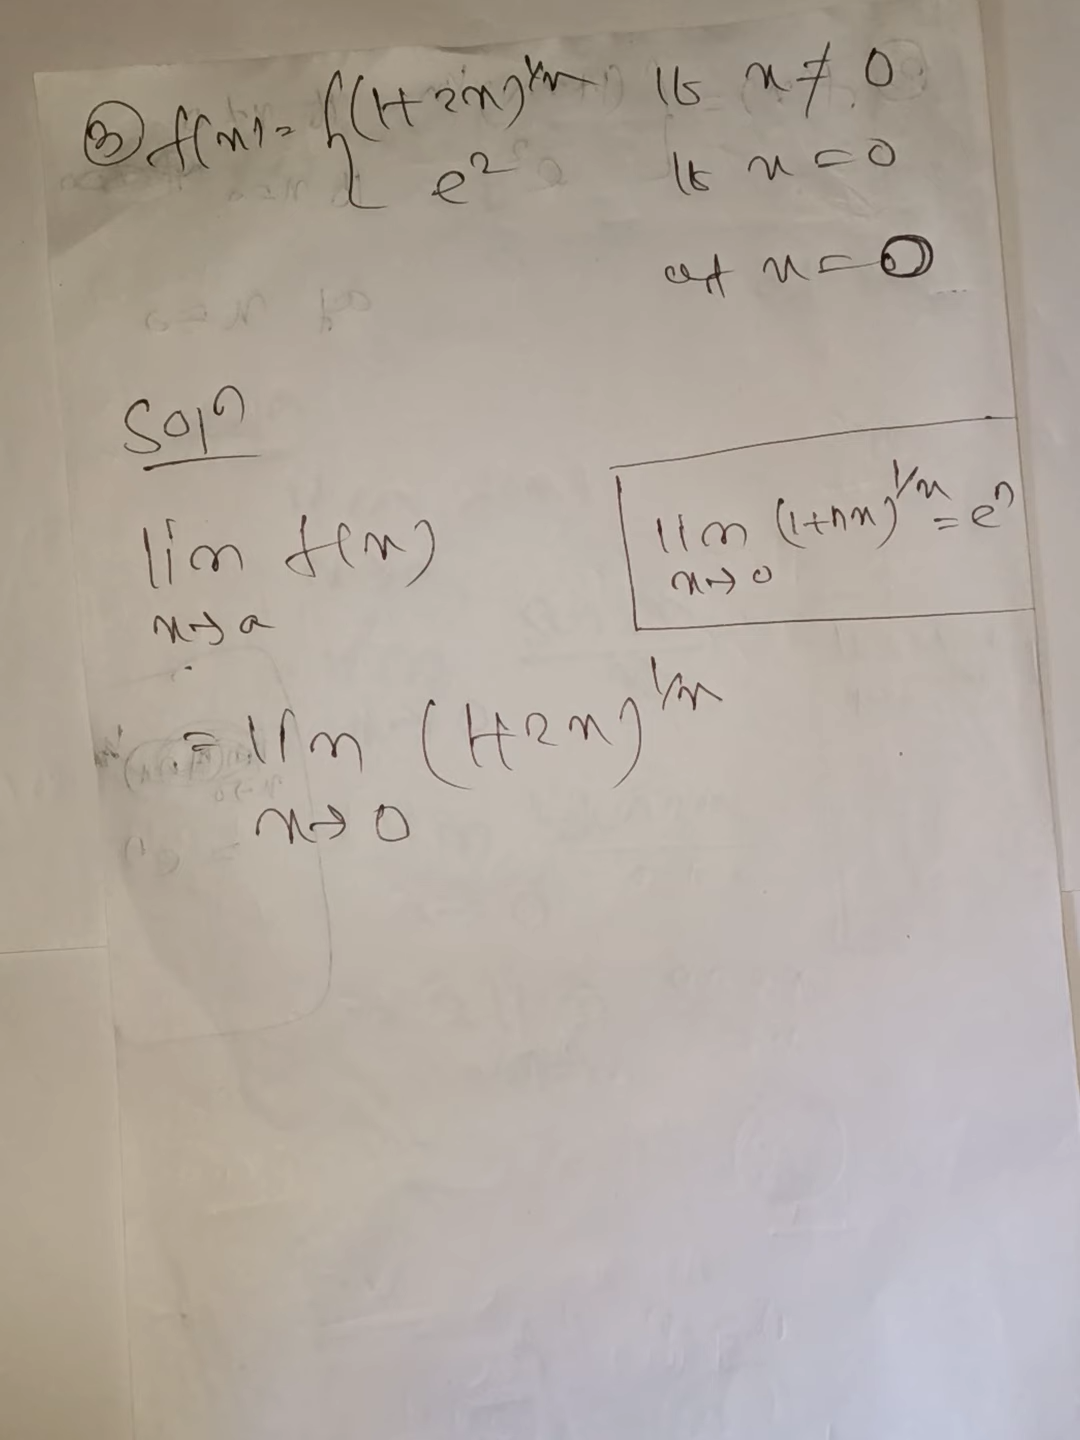 ③ f(x) = { (1+2x)^1/x if x ≠ 0
e² if x = 0
at x = 0
Solⁿ
lim f(x)
x→a
lim (1+nx)^1/x = eⁿ
x→0
= lim (1+2x)^1/x
x→0